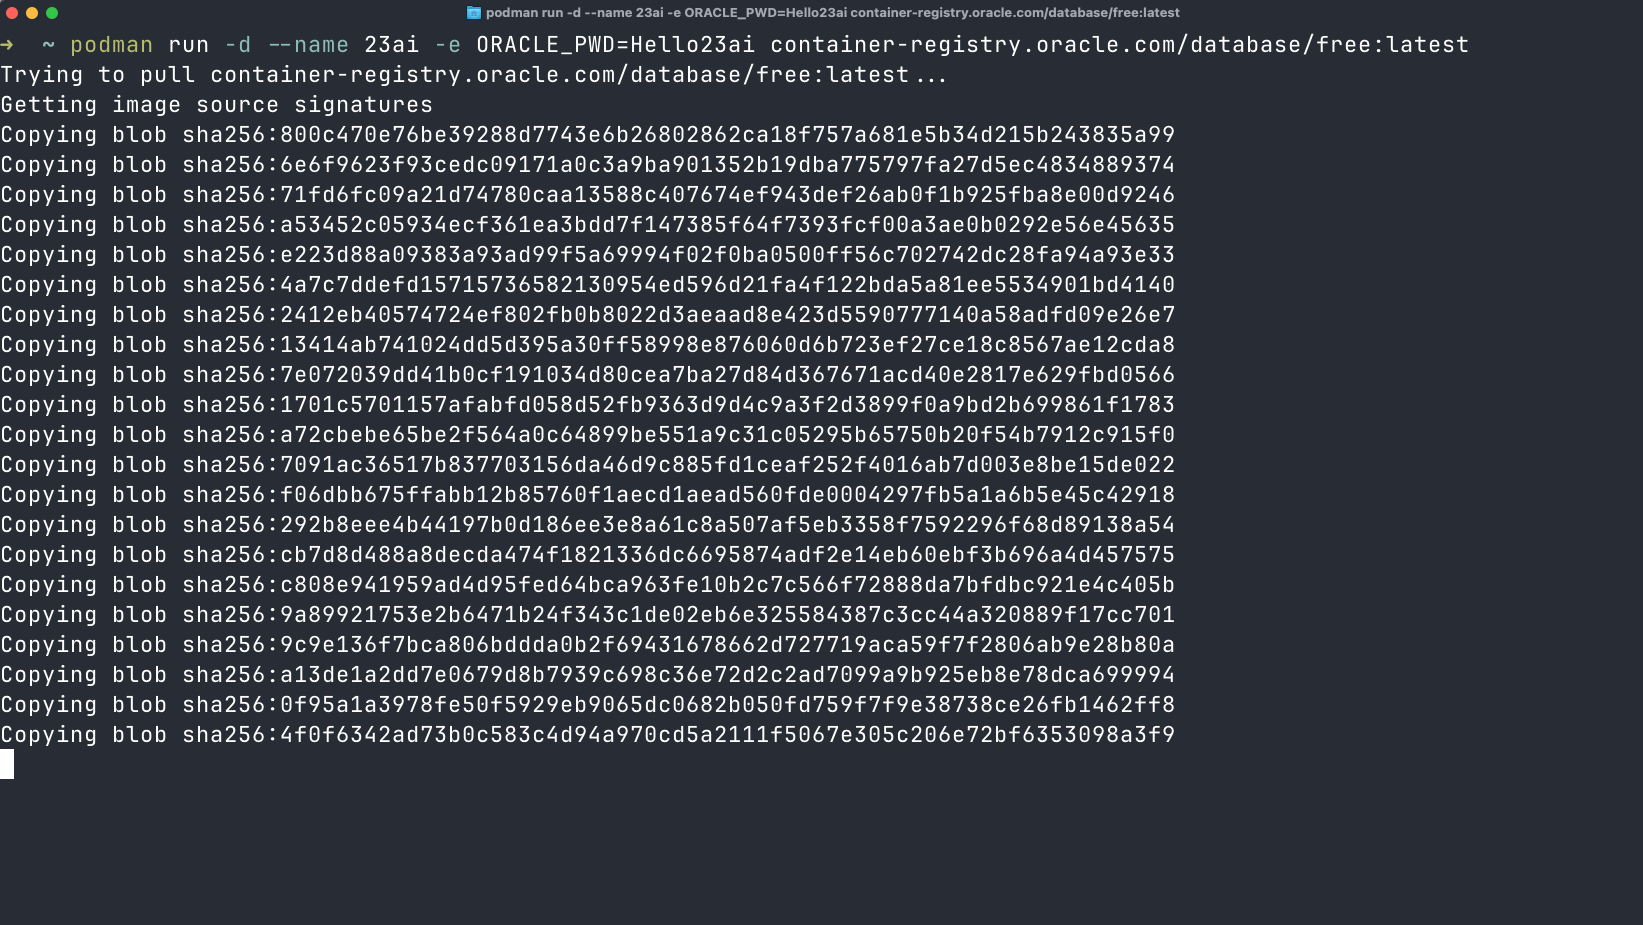 podman run -d --name 23ai -e ORACLE_PWD=Hello23ai container-registry.oracle.com/database/free:latest
→ ~ podman run -d --name 23ai -e ORACLE_PWD=Hello23ai container-registry.oracle.com/database/free:latest
Trying to pull container-registry.oracle.com/database/free:latest...
Getting image source signatures
Copying blob sha256:800c470e76be39288d7743e6b26802862ca18f757a681e5b34d215b243835a99
Copying blob sha256:6e6f9623f93cedc09171a0c3a9ba901352b19dba775797fa27d5ec4834889374
Copying blob sha256:71fd6fc09a21d74780caa13588c407674ef943def26ab0f1b925fba8e00d9246
Copying blob sha256:a53452c05934ecf361ea3bdd7f147385f64f7393fcf00a3ae0b0292e56e45635
Copying blob sha256:e223d88a09383a93ad99f5a69994f02f0ba0500ff56c702742dc28fa94a93e33
Copying blob sha256:4a7c7ddefd15715736582130954ed596d21fa4f122bda5a81ee5534901bd4140
Copying blob sha256:2412eb40574724ef802fb0b8022d3aeaad8e423d5590777140a58adfd09e26e7
Copying blob sha256:13414ab741024dd5d395a30ff58998e876060d6b723ef27ce18c8567ae12cda8
Copying blob sha256:7e072039dd41b0cf191034d80cea7ba27d84d367671acd40e2817e629fbd0566
Copying blob sha256:1701c5701157afabfd058d52fb9363d9d4c9a3f2d3899f0a9bd2b699861f1783
Copying blob sha256:a72cbebe65be2f564a0c64899be551a9c31c05295b65750b20f54b7912c915f0
Copying blob sha256:7091ac36517b837703156da46d9c885fd1ceaf252f4016ab7d003e8be15de022
Copying blob sha256:f06dbb675ffabb12b85760f1aecd1aead560fde0004297fb5a1a6b5e45c42918
Copying blob sha256:292b8eee4b44197b0d186ee3e8a61c8a507af5eb3358f7592296f68d89138a54
Copying blob sha256:cb7d8d488a8decda474f1821336dc6695874adf2e14eb60ebf3b696a4d457575
Copying blob sha256:c808e941959ad4d95fed64bca963fe10b2c7c566f72888da7bfdbc921e4c405b
Copying blob sha256:9a89921753e2b6471b24f343c1de02eb6e325584387c3cc44a320889f17cc701
Copying blob sha256:9c9e136f7bca806bddda0b2f69431678662d727719aca59f7f2806ab9e28b80a
Copying blob sha256:a13de1a2dd7e0679d8b7939c698c36e72d2c2ad7099a9b925eb8e78dca699994
Copying blob sha256:0f95a1a3978fe50f5929eb9065dc0682b050fd759f7f9e38738ce26fb1462ff8
Copying blob sha256:4f0f6342ad73b0c583c4d94a970cd5a2111f5067e305c206e72bf6353098a3f9